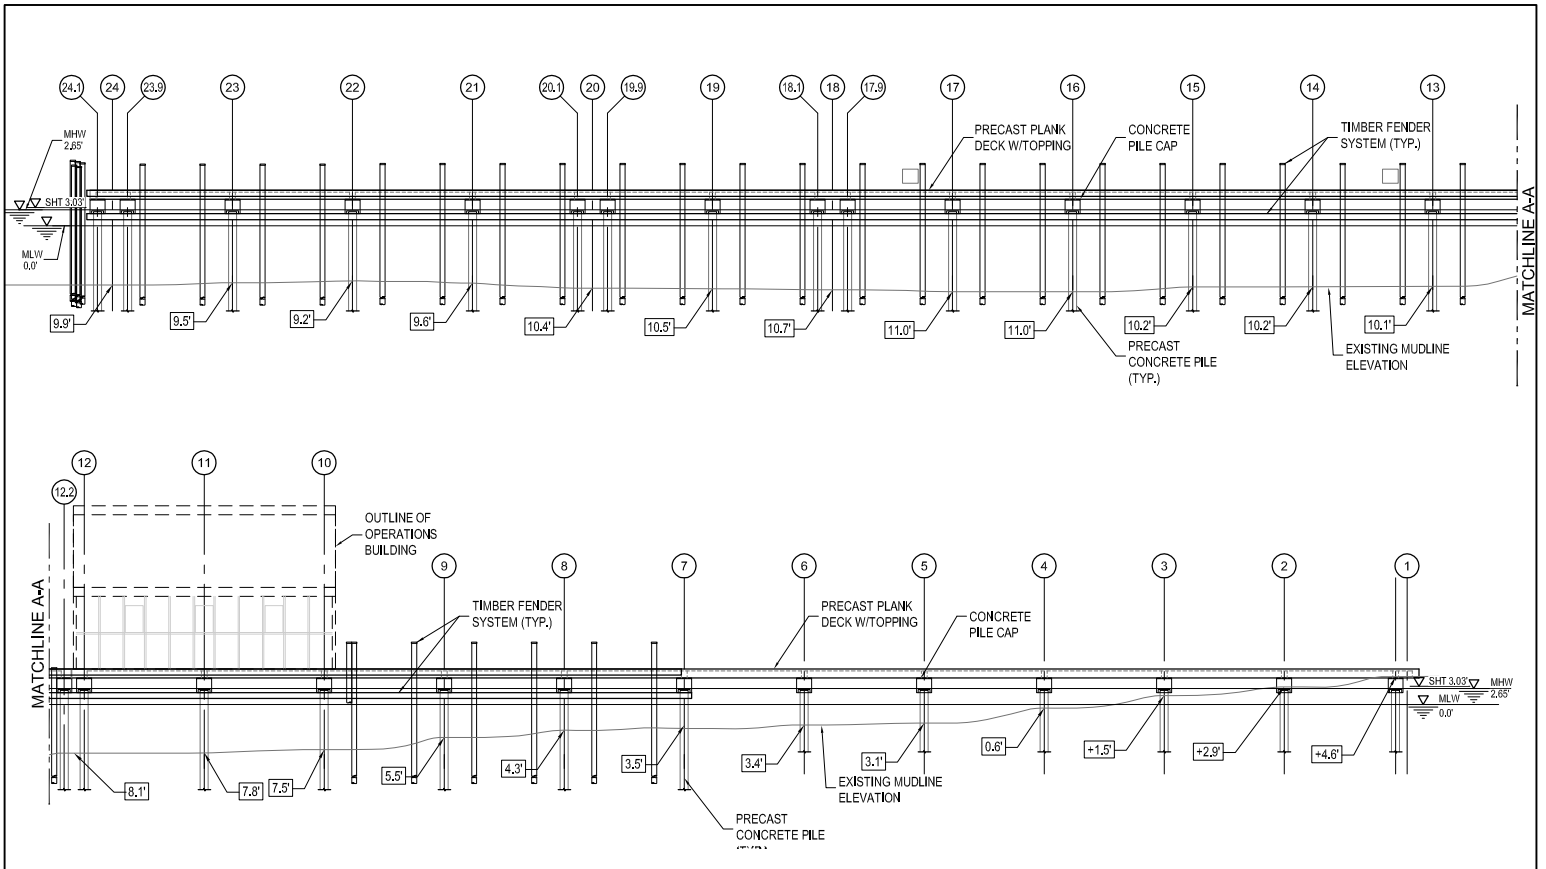 24.1 24 23.9 23 22 21 20.1 20 19.9 19 18.1 18 17.9 17 16 15 14 13
MHW
2.65'
SHT 3.03'
MLW
0.0'
PRECAST PLANK
DECK W/TOPPING
CONCRETE
PILE CAP
TIMBER FENDER
SYSTEM (TYP.)
MATCHLINE A-A
9.9' 9.5' 9.2' 9.6' 10.4' 10.5' 10.7' 11.0' 11.0' 10.2' 10.2' 10.1'
PRECAST
CONCRETE PILE
(TYP.)
EXISTING MUDLINE
ELEVATION
12.2 12 11 10 9 8 7 6 5 4 3 2 1
OUTLINE OF
OPERATIONS
BUILDING
MATCHLINE A-A
TIMBER FENDER
SYSTEM (TYP.)
PRECAST PLANK
DECK W/TOPPING
CONCRETE
PILE CAP
SHT 3.03'
MHW
2.65'
MLW
0.0'
8.1' 7.8' 7.5' 5.5' 4.3' 3.5' 3.4' 3.1' 0.6' +1.5' +2.9' +4.6'
EXISTING MUDLINE
ELEVATION
PRECAST
CONCRETE PILE